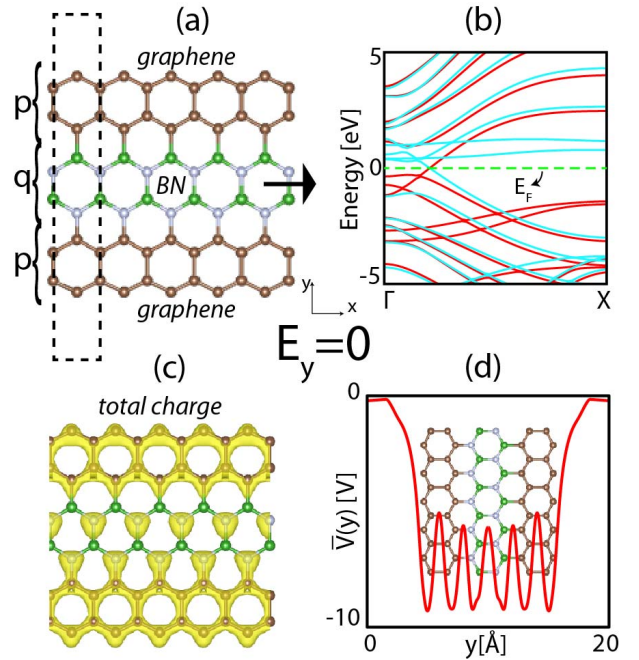 (a)
graphene
p
q
p
BN
graphene
y
x
(b)
Energy [eV]
5
0
-5
E_F
Γ
X
E_y=0
(c)
total charge
(d)
V̅(y) [V]
0
-10
0
20
y[Å]